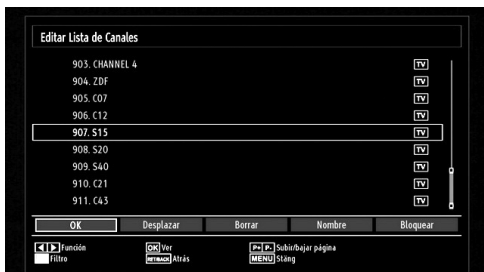 Editar Lista de Canales
903. CHANNEL 4 TV
904. ZDF TV
905. C07 TV
906. C12 TV
907. S15 TV
908. S20 TV
909. S40 TV
910. C21 TV
911. C43 TV
OK Desplazar Borrar Nombre Bloquear
Función OK Ver P+ P- Subir/bajar página
Filtro RET/BACK Atrás MENU Stäng